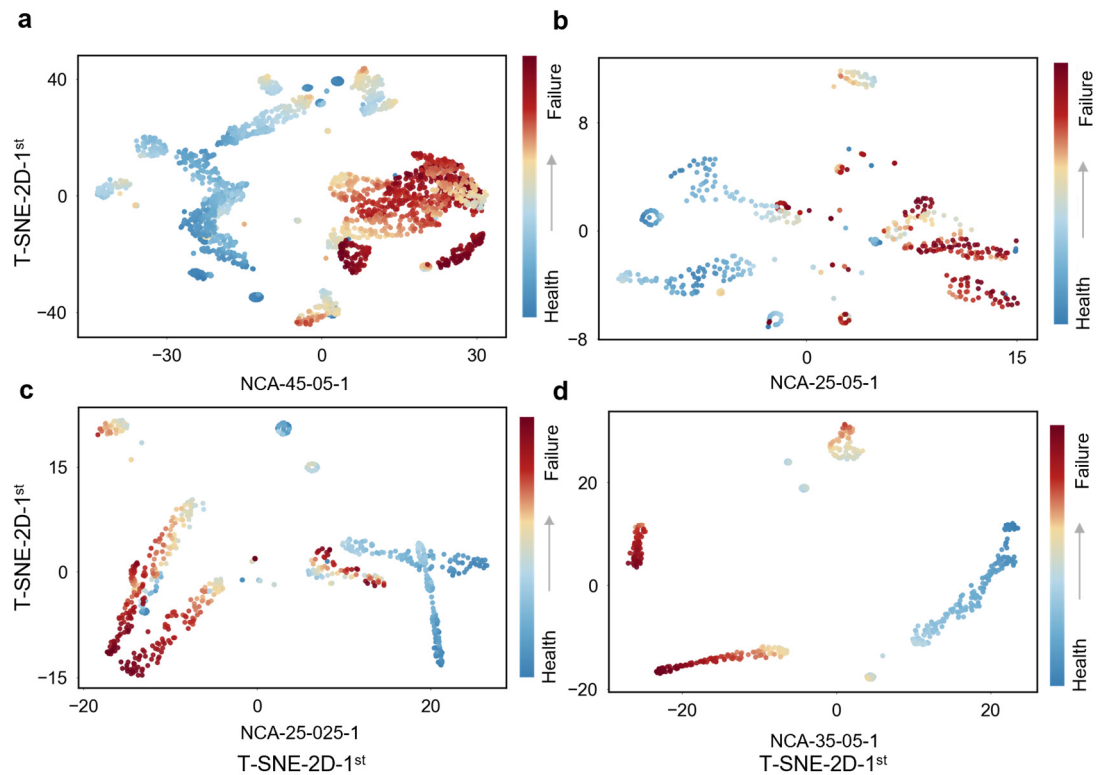 a
40
20
0
−40
−30
0
30
T-SNE-2D-1st
NCA-45-05-1
Failure
Health
b
8
0
−8
0
15
NCA-25-05-1
Failure
Health
c
15
0
−15
−20
0
20
T-SNE-2D-1st
NCA-25-025-1
T-SNE-2D-1st
Failure
Health
d
20
0
−20
−20
0
20
NCA-35-05-1
T-SNE-2D-1st
Failure
Health